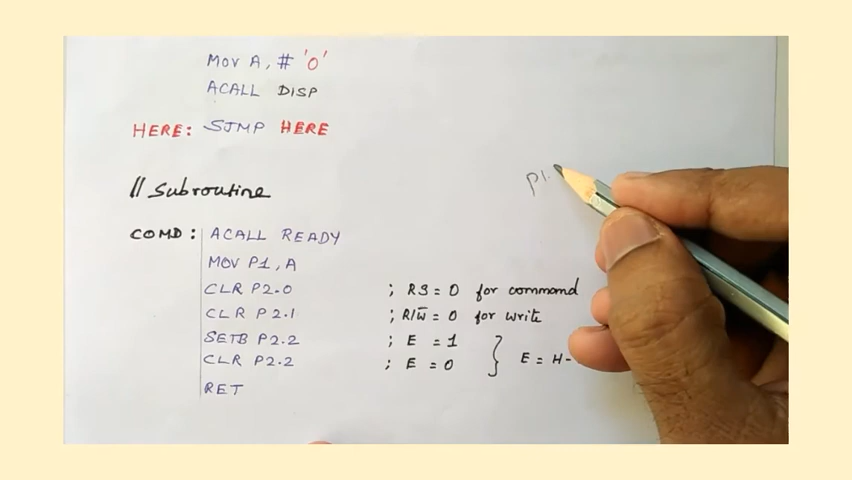 MOV A, # '0'
ACALL DISP
HERE: SJMP HERE
// Subroutine
P1.
COMD: ACALL READY
MOV P1, A
CLR P2.0 ; RS = 0 for command
CLR P2.1 ; R/W̅ = 0 for write
SETB P2.2 ; E = 1
CLR P2.2 ; E = 0 } E = H-
RET